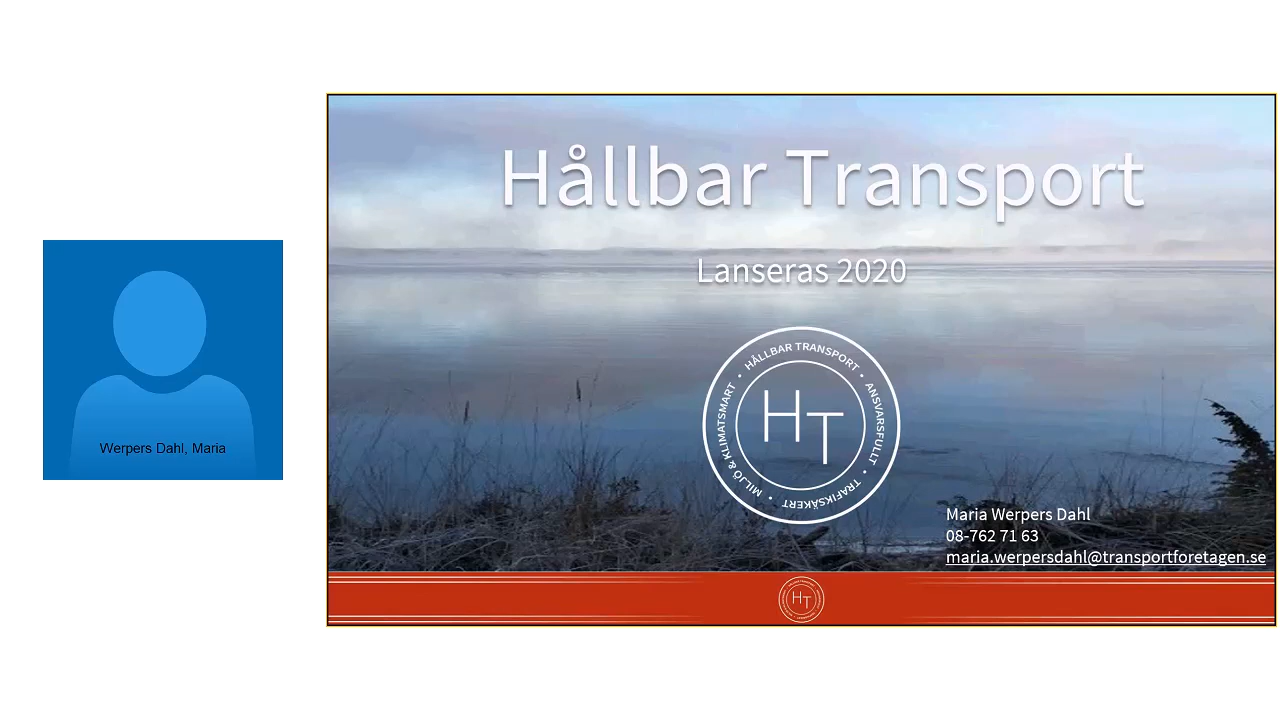 Hållbar Transport
Lanseras 2020
HÅLLBAR TRANSPORT • ANSVARSFULLT • TRAFIKSÄKERT • MILJÖ & KLIMATSMART •
HT
Maria Werpers Dahl
08-762 71 63
maria.werpersdahl@transportforetagen.se
Werpers Dahl, Maria
HT